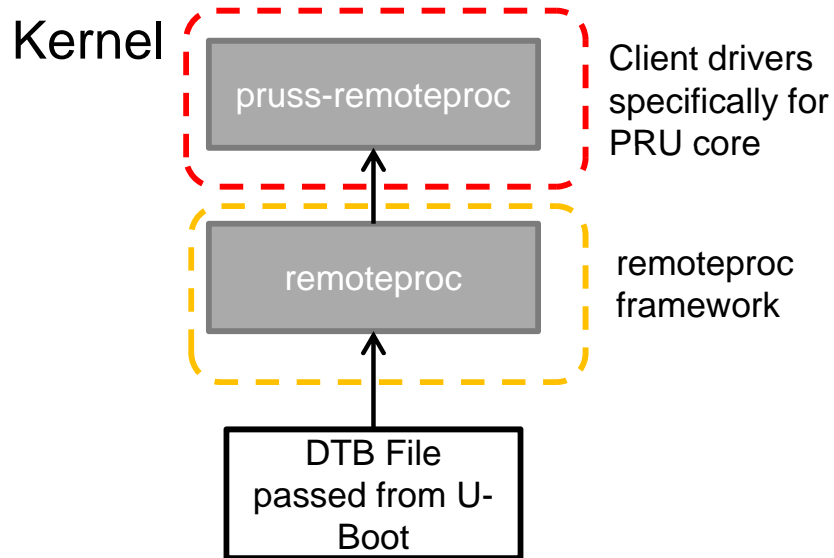 Kernel
pruss-remoteproc
Client drivers
specifically for
PRU core
remoteproc
remoteproc
framework
DTB File
passed from U-
Boot